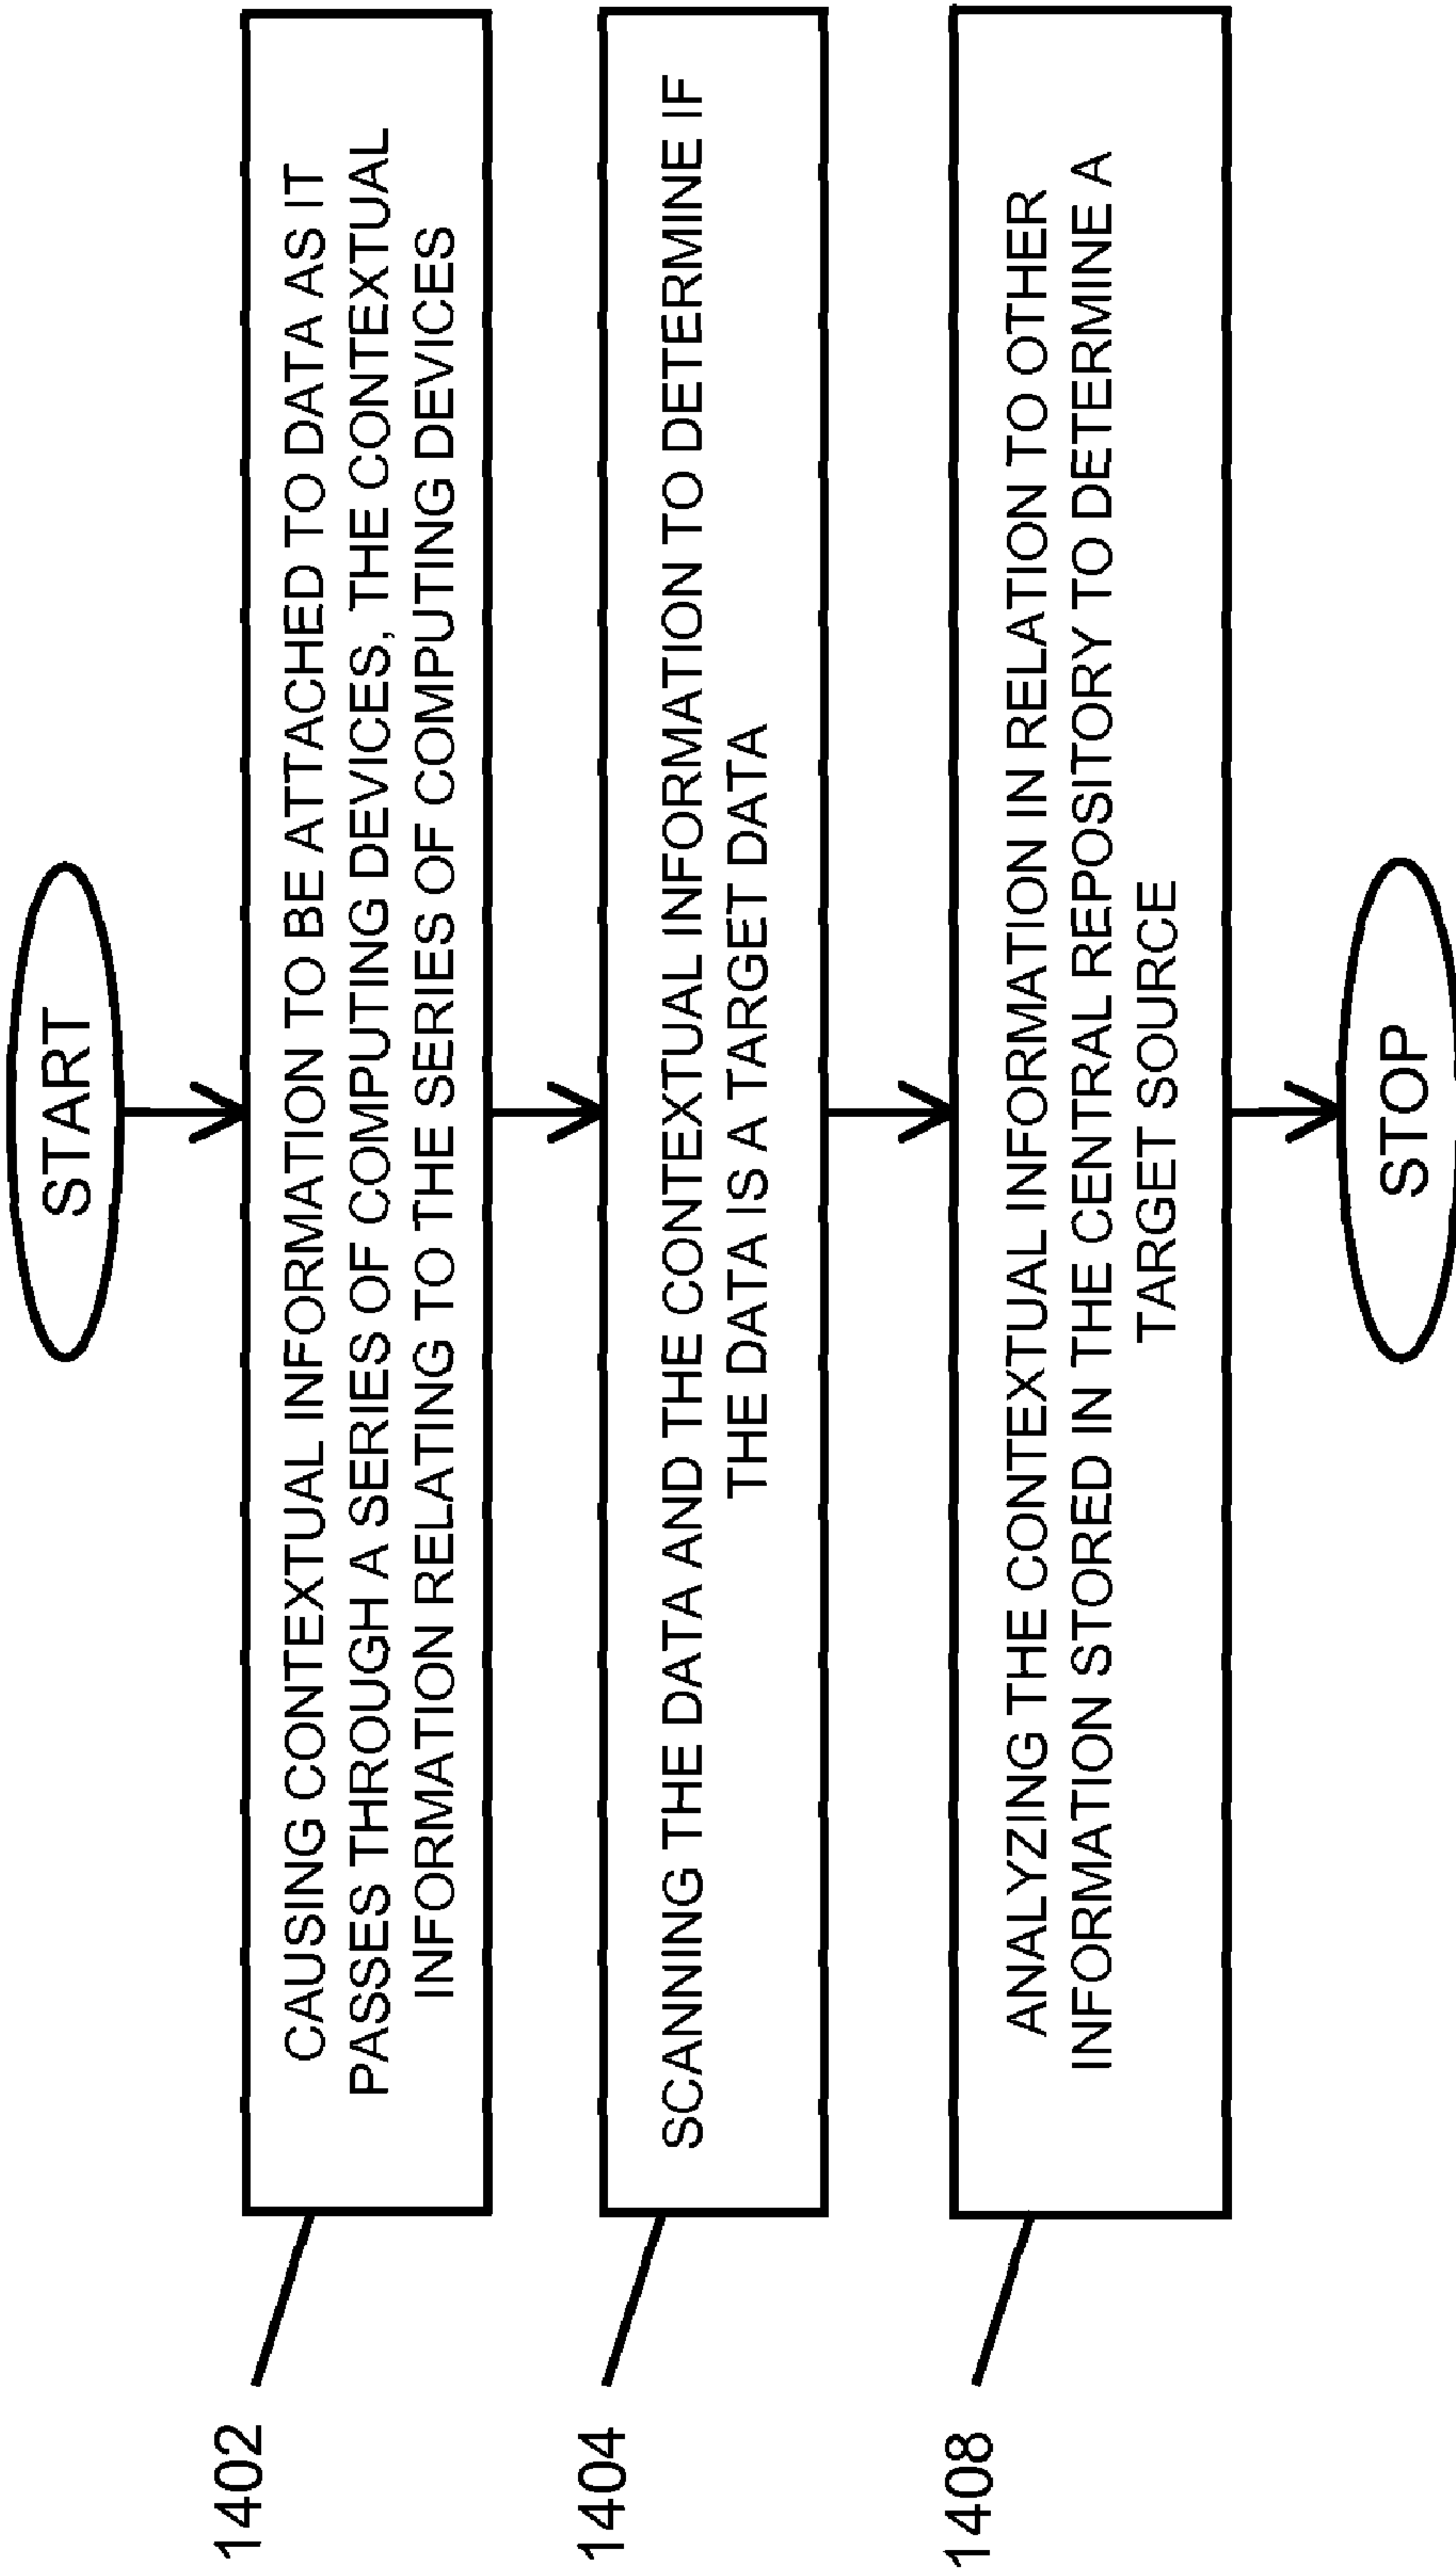 START
1402
CAUSING CONTEXTUAL INFORMATION TO BE ATTACHED TO DATA AS IT
PASSES THROUGH A SERIES OF COMPUTING DEVICES, THE CONTEXTUAL
INFORMATION RELATING TO THE SERIES OF COMPUTING DEVICES
1404
SCANNING THE DATA AND THE CONTEXTUAL INFORMATION TO DETERMINE IF
THE DATA IS A TARGET DATA
1408
ANALYZING THE CONTEXTUAL INFORMATION IN RELATION TO OTHER
INFORMATION STORED IN THE CENTRAL REPOSITORY TO DETERMINE A
TARGET SOURCE
STOP